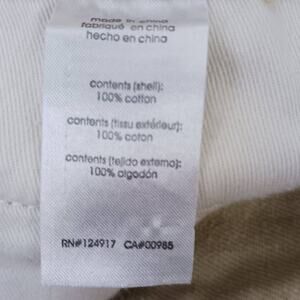 made in china
fabriqué en china
hecho en china
contents (shell):
100% cotton
contents (tissu extérieur):
100% coton
contents (tejido externo):
100% algodón
RN#124917 CA#00985